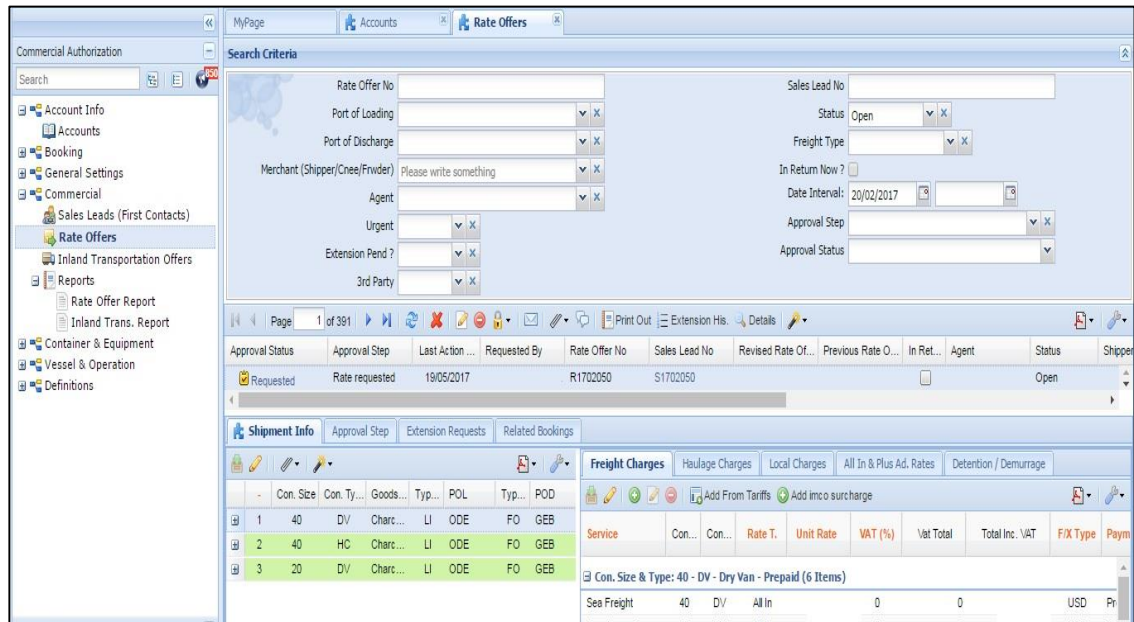 MyPage Accounts Rate Offers
Commercial Authorization
Search
850
Account Info
Accounts
Booking
General Settings
Commercial
Sales Leads (First Contacts)
Rate Offers
Inland Transportation Offers
Reports
Rate Offer Report
Inland Trans. Report
Container & Equipment
Vessel & Operation
Definitions
Search Criteria
Rate Offer No Sales Lead No
Port of Loading Status Open
Port of Discharge Freight Type
Merchant (Shipper/Cnee/Frwder) Please write something In Return Now ?
Agent Date Interval: 20/02/2017
Urgent Approval Step
Extension Pend ? Approval Status
3rd Party
Page 1 of 391 Print Out Extension His. Details
Approval Status Approval Step Last Action ... Requested By Rate Offer No Sales Lead No Revised Rate Of... Previous Rate O... In Ret... Agent Status Shipper
Requested Rate requested 19/05/2017 R1702050 S1702050 Open
Shipment Info Approval Step Extension Requests Related Bookings
- Con. Size Con. Ty... Goods... Typ... POL Typ... POD
1 40 DV Charc... LI ODE FO GEB
2 40 HC Charc... LI ODE FO GEB
3 20 DV Charc... LI ODE FO GEB
Freight Charges Haulage Charges Local Charges All In & Plus Ad. Rates Detention / Demurrage
Add From Tariffs Add imco surcharge
Service Con... Con... Rate T. Unit Rate VAT (%) Vat Total Total Inc. VAT F/X Type Paym
Con. Size & Type: 40 - DV - Dry Van - Prepaid (6 Items)
Sea Freight 40 DV All In 0 0 USD Pr